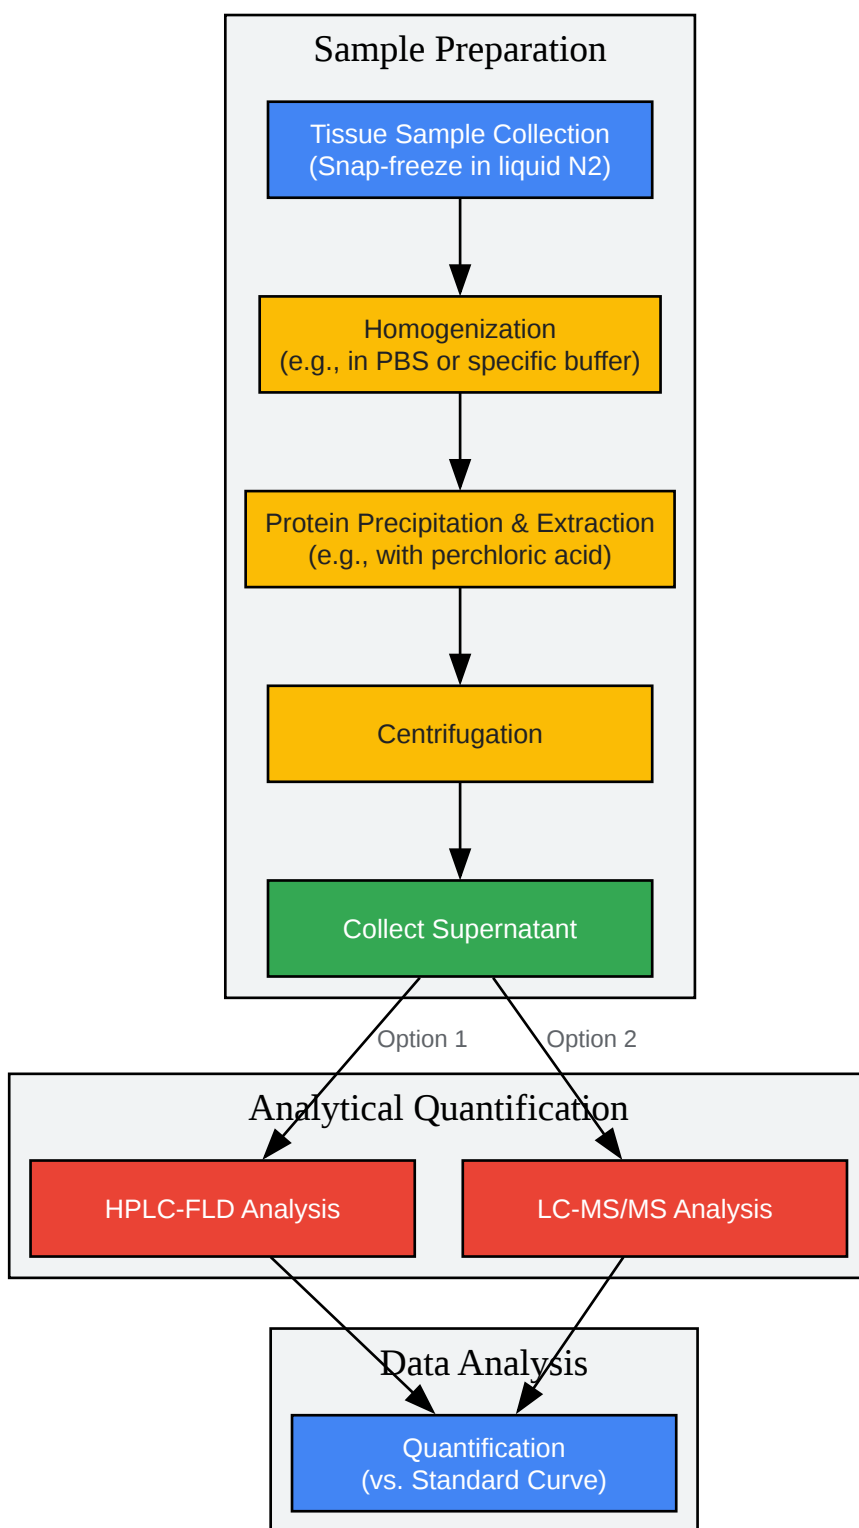 Sample Preparation
Tissue Sample Collection
(Snap-freeze in liquid N2)
Homogenization
(e.g., in PBS or specific buffer)
Protein Precipitation & Extraction
(e.g., with perchloric acid)
Centrifugation
Collect Supernatant
Option 1
Option 2
Analytical Quantification
HPLC-FLD Analysis
LC-MS/MS Analysis
Data Analysis
Quantification
(vs. Standard Curve)